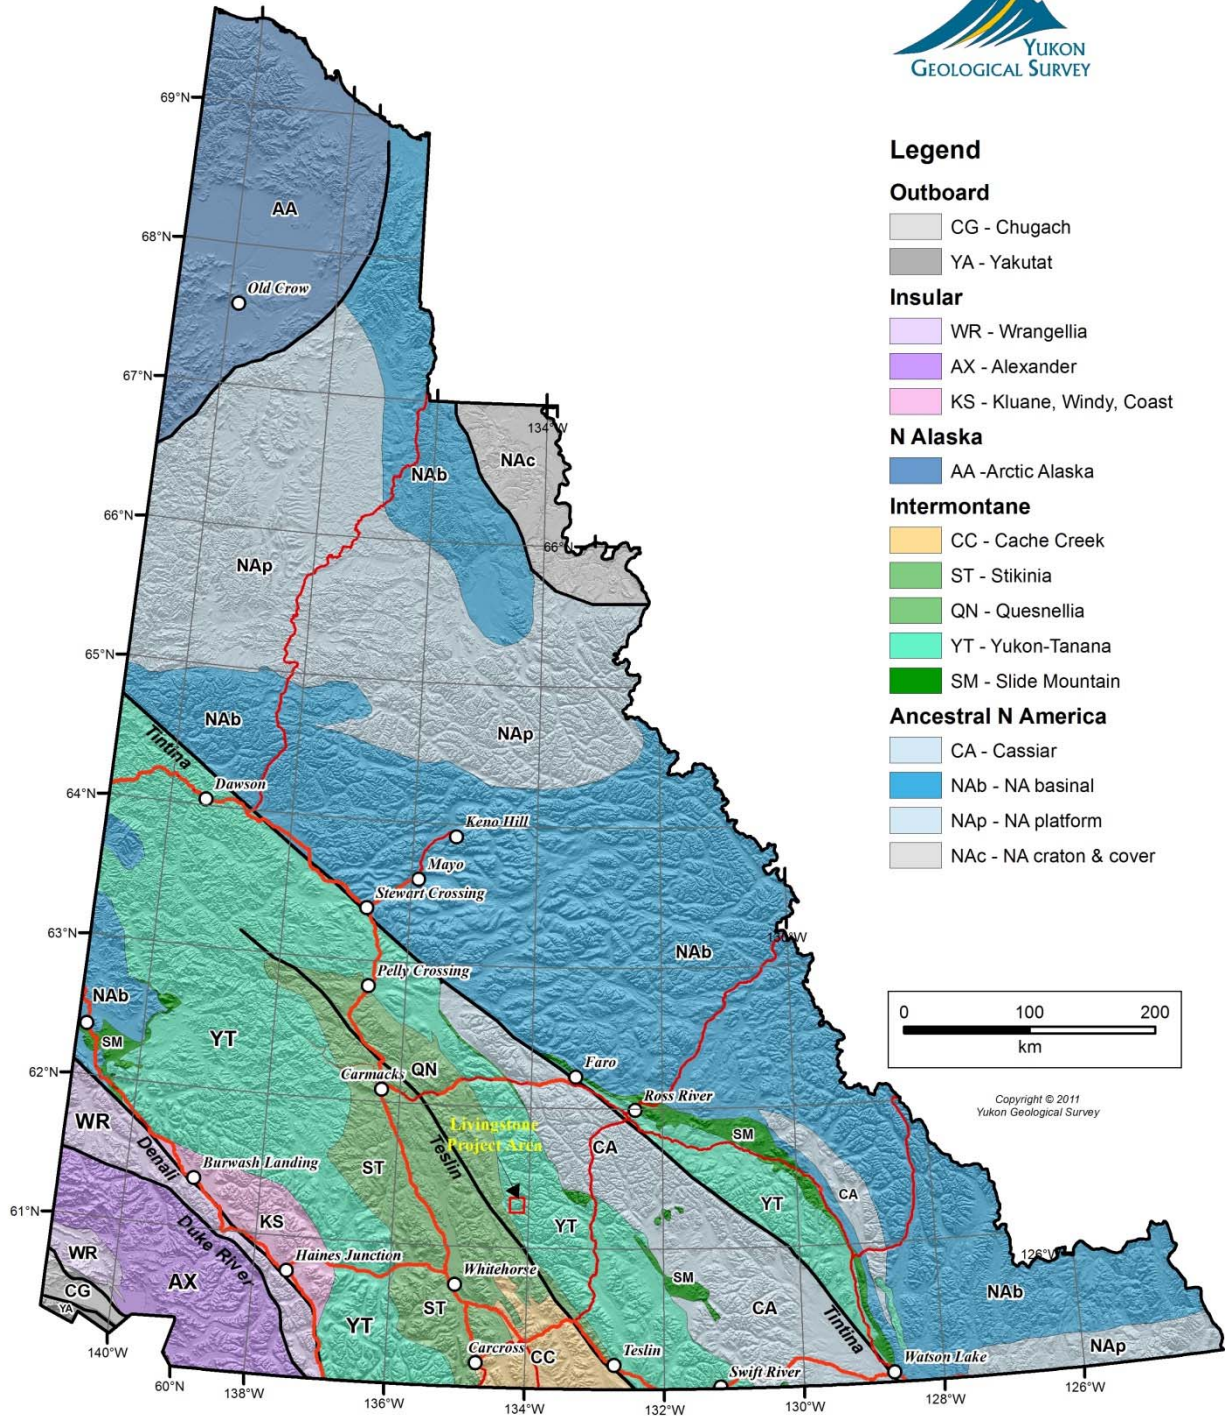 YUKON
GEOLOGICAL SURVEY
Legend
Outboard
CG - Chugach
YA - Yakutat
Insular
WR - Wrangellia
AX - Alexander
KS - Kluane, Windy, Coast
N Alaska
AA -Arctic Alaska
Intermontane
CC - Cache Creek
ST - Stikinia
QN - Quesnellia
YT - Yukon-Tanana
SM - Slide Mountain
Ancestral N America
CA - Cassiar
NAb - NA basinal
NAp - NA platform
NAc - NA craton & cover
0 100 200
km
Copyright © 2011
Yukon Geological Survey
69°N
AA
68°N
Old Crow
67°N
134°W
NAc
NAb
66°N
66°N
NAp
65°N
NAb
NAp
Tintina
Dawson
64°N
Keno Hill
Mayo
Stewart Crossing
63°N
130°W
NAb
Pelly Crossing
NAb
YT
SM
Faro
62°N
QN
Carmacks
Ross River
WR
Livingstone
Project Area
SM
Teslin
CA
Denali
Burwash Landing
ST
CA
YT
61°N
KS
Duke River
YT
WR
Haines Junction
126°W
AX
Whitehorse
SM
CG
NAb
YA
ST
CA
YT
Tintina
NAp
140°W
Carcross
CC
Teslin
Swift River
Watson Lake
60°N
138°W
136°W
134°W
132°W
130°W
128°W
126°W